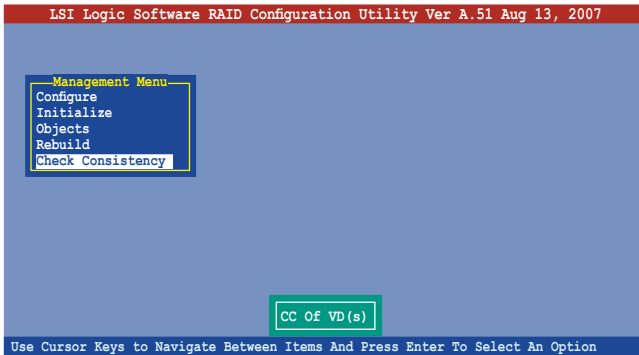 LSI Logic Software RAID Configuration Utility Ver A.51 Aug 13, 2007
Management Menu
Configure
Initialize
Objects
Rebuild
Check Consistency
CC Of VD(s)
Use Cursor Keys to Navigate Between Items And Press Enter To Select An Option